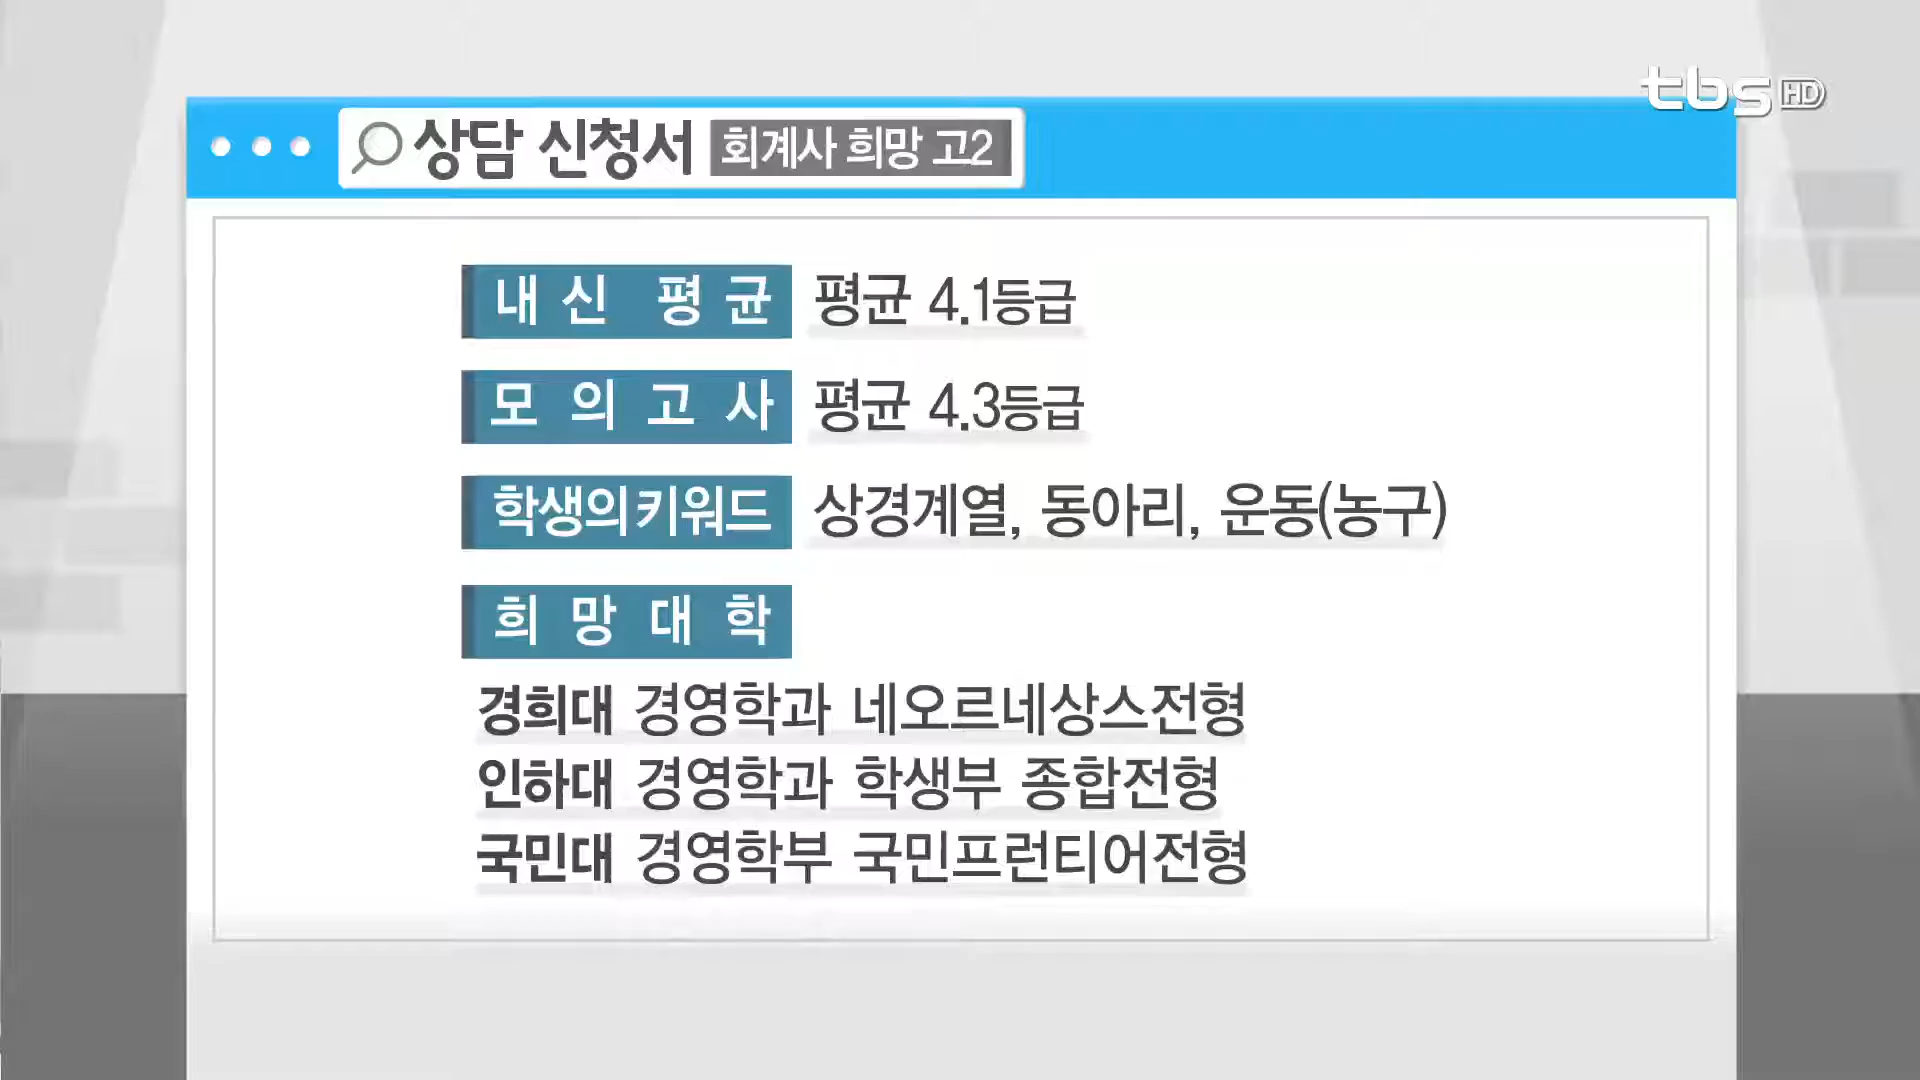 tbs HD
상담 신청서 회계사 희망 고2
내신 평균 평균 4.1등급
모의고사 평균 4.3등급
학생의키워드 상경계열, 동아리, 운동(농구)
희망대학
경희대 경영학과 네오르네상스전형
인하대 경영학과 학생부 종합전형
국민대 경영학부 국민프런티어전형